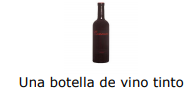 Una botella de vino tinto